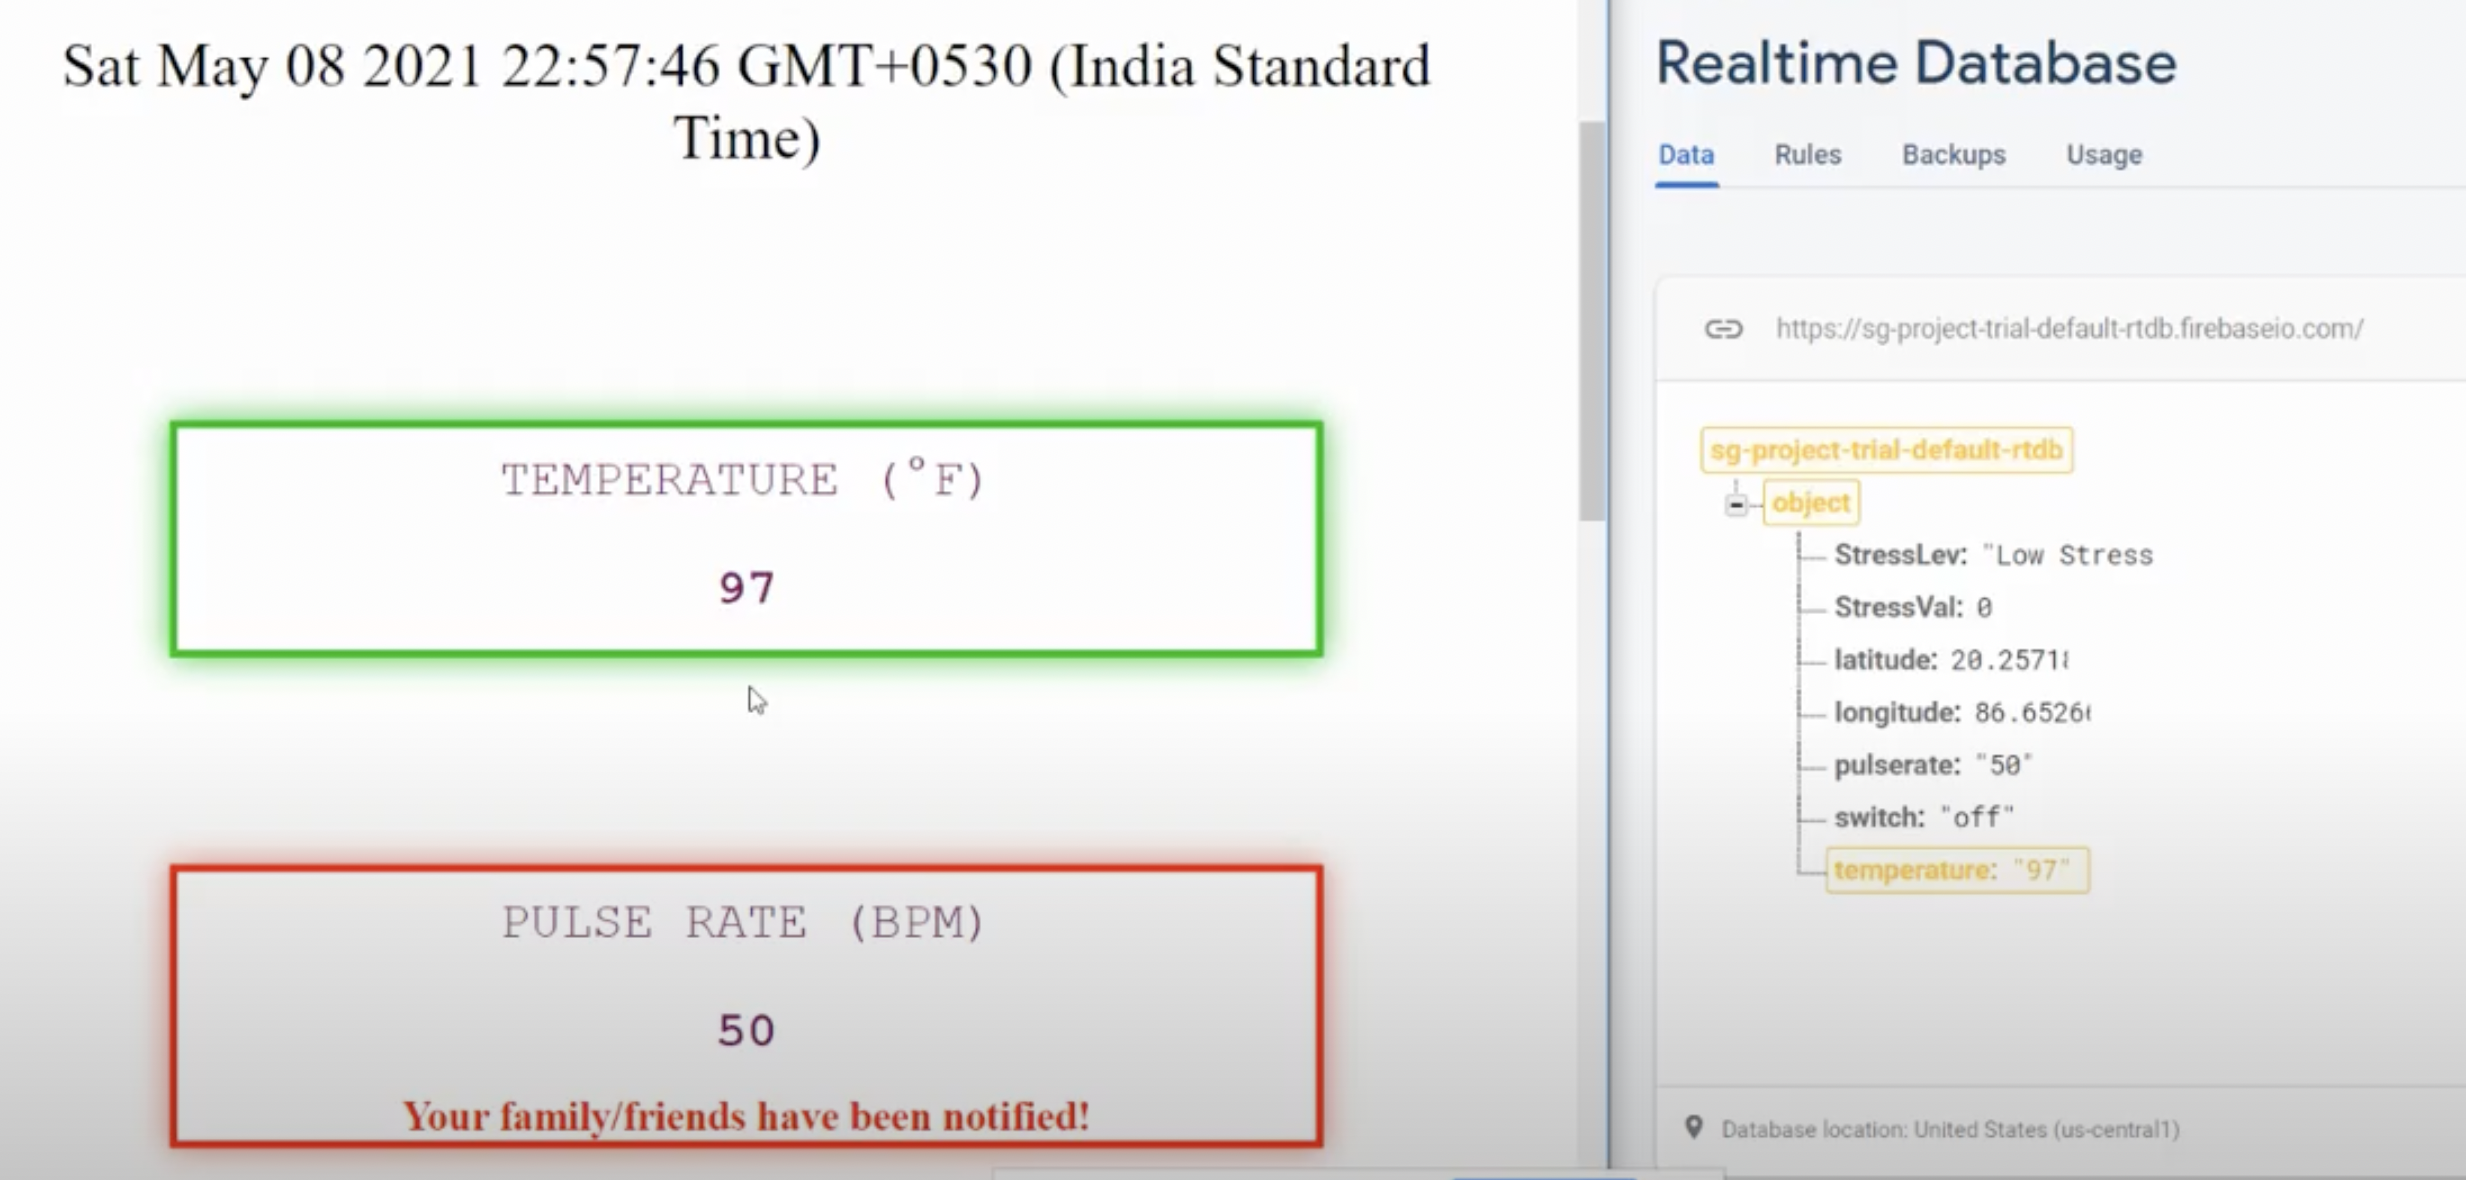 Sat May 08 2021 22:57:46 GMT+0530 (India Standard
Time)
TEMPERATURE (°F)
97
PULSE RATE (BPM)
50
Your family/friends have been notified!
Realtime Database
Data Rules Backups Usage
https://sg-project-trial-default-rtdb.firebaseio.com/
sg-project-trial-default-rtdb
object
StressLev: "Low Stress
StressVal: 0
latitude: 20.2571
longitude: 86.6526
pulserate: "50"
switch: "off"
temperature: "97"
Database location: United States (us-central1)